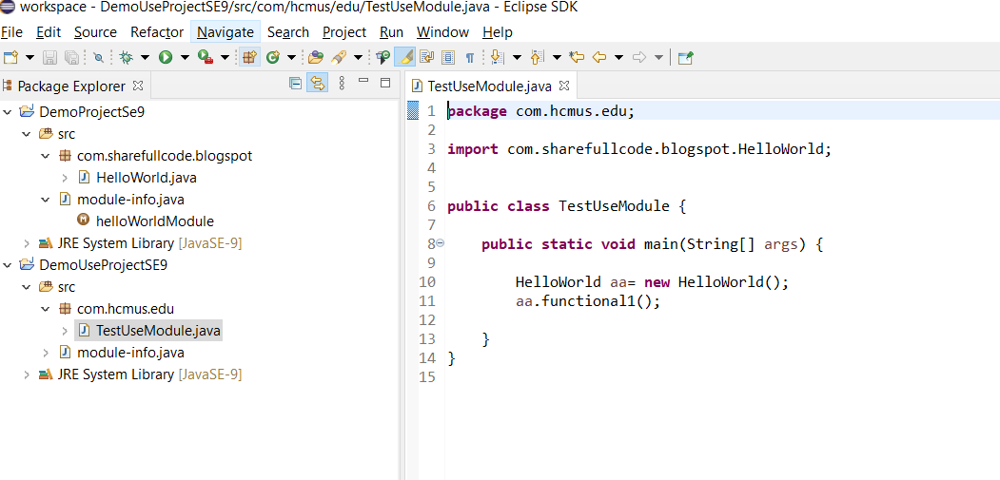 workspace - DemoUseProjectSE9/src/com/hcmus/edu/TestUseModule.java - Eclipse SDK
File Edit Source Refactor Navigate Search Project Run Window Help
Package Explorer
DemoProjectSe9
src
com.sharefullcode.blogspot
HelloWorld.java
module-info.java
helloWorldModule
JRE System Library [JavaSE-9]
DemoUseProjectSE9
src
com.hcmus.edu
TestUseModule.java
module-info.java
JRE System Library [JavaSE-9]
TestUseModule.java
1 package com.hcmus.edu;
2
3 import com.sharefullcode.blogspot.HelloWorld;
4
5
6 public class TestUseModule {
7
8 public static void main(String[] args) {
9
10 HelloWorld aa= new HelloWorld();
11 aa.functional1();
12
13 }
14 }
15